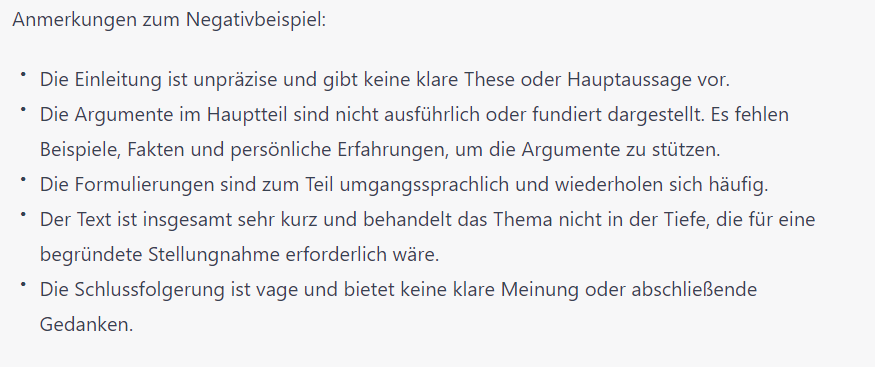 Anmerkungen zum Negativbeispiel:
• Die Einleitung ist unpräzise und gibt keine klare These oder Hauptaussage vor.
• Die Argumente im Hauptteil sind nicht ausführlich oder fundiert dargestellt. Es fehlen
Beispiele, Fakten und persönliche Erfahrungen, um die Argumente zu stützen.
• Die Formulierungen sind zum Teil umgangssprachlich und wiederholen sich häufig.
• Der Text ist insgesamt sehr kurz und behandelt das Thema nicht in der Tiefe, die für eine
begründete Stellungnahme erforderlich wäre.
• Die Schlussfolgerung ist vage und bietet keine klare Meinung oder abschließende
Gedanken.